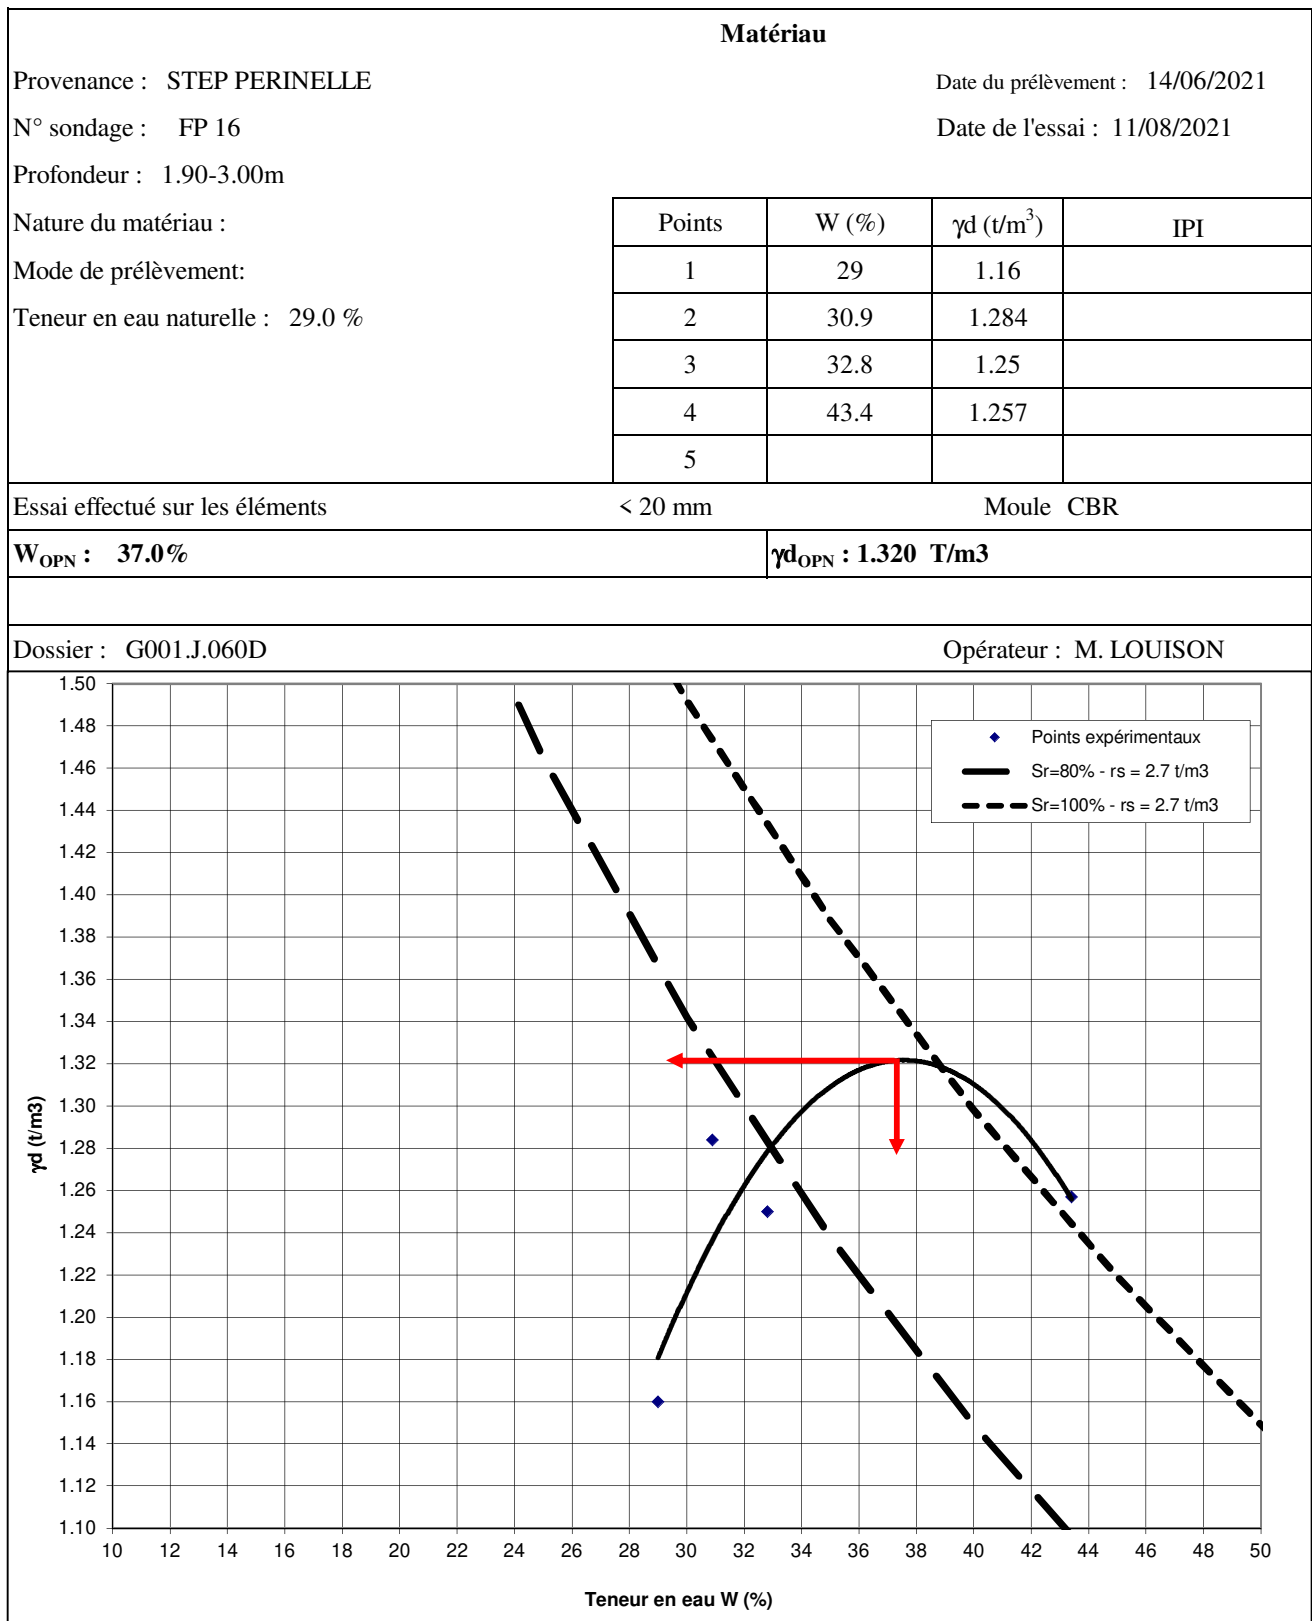 Matériau
Provenance : STEP PERINELLE Date du prélèvement : 14/06/2021
N° sondage : FP 16 Date de l'essai : 11/08/2021
Profondeur : 1.90-3.00m
Nature du matériau : Points W (%) γd (t/m³) IPI
Mode de prélèvement: 1 29 1.16
Teneur en eau naturelle : 29.0 % 2 30.9 1.284
3 32.8 1.25
4 43.4 1.257
5
Essai effectué sur les éléments < 20 mm Moule CBR
W_OPN : 37.0% γd_OPN : 1.320 T/m3
Dossier : G001.J.060D Opérateur : M. LOUISON
1.50
1.48
1.46
1.44
1.42
1.40
1.38
1.36
1.34
1.32
1.30
1.28
1.26
1.24
1.22
1.20
1.18
1.16
1.14
1.12
1.10
γd (t/m3)
Points expérimentaux
Sr=80% - rs = 2.7 t/m3
Sr=100% - rs = 2.7 t/m3
10 12 14 16 18 20 22 24 26 28 30 32 34 36 38 40 42 44 46 48 50
Teneur en eau W (%)